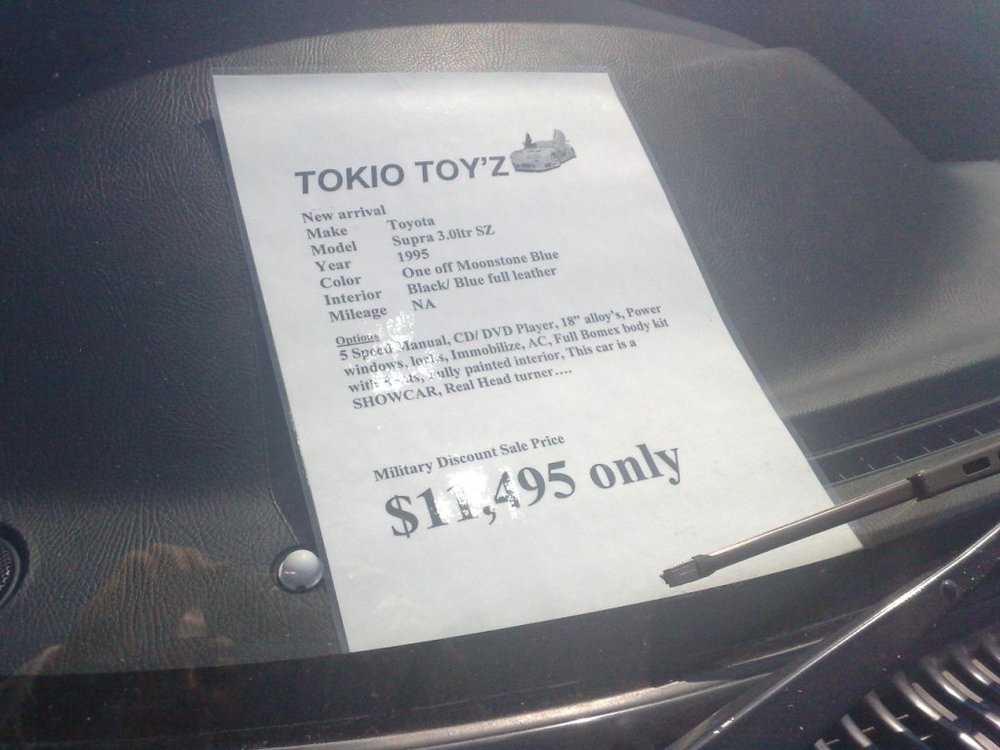 TOKIO TOY'Z
New arrival
Make Toyota
Model Supra 3.0ltr SZ
Year 1995
Color One off Moonstone Blue
Interior Black/ Blue full leather
Mileage NA
Options
5 Speed Manual, CD/ DVD Player, 18" alloy's, Power
windows, locks, Immobilize, AC, Full Bomex body kit
with fully painted interior, This car is a
SHOWCAR, Real Head turner....
Military Discount Sale Price
$11,495 only